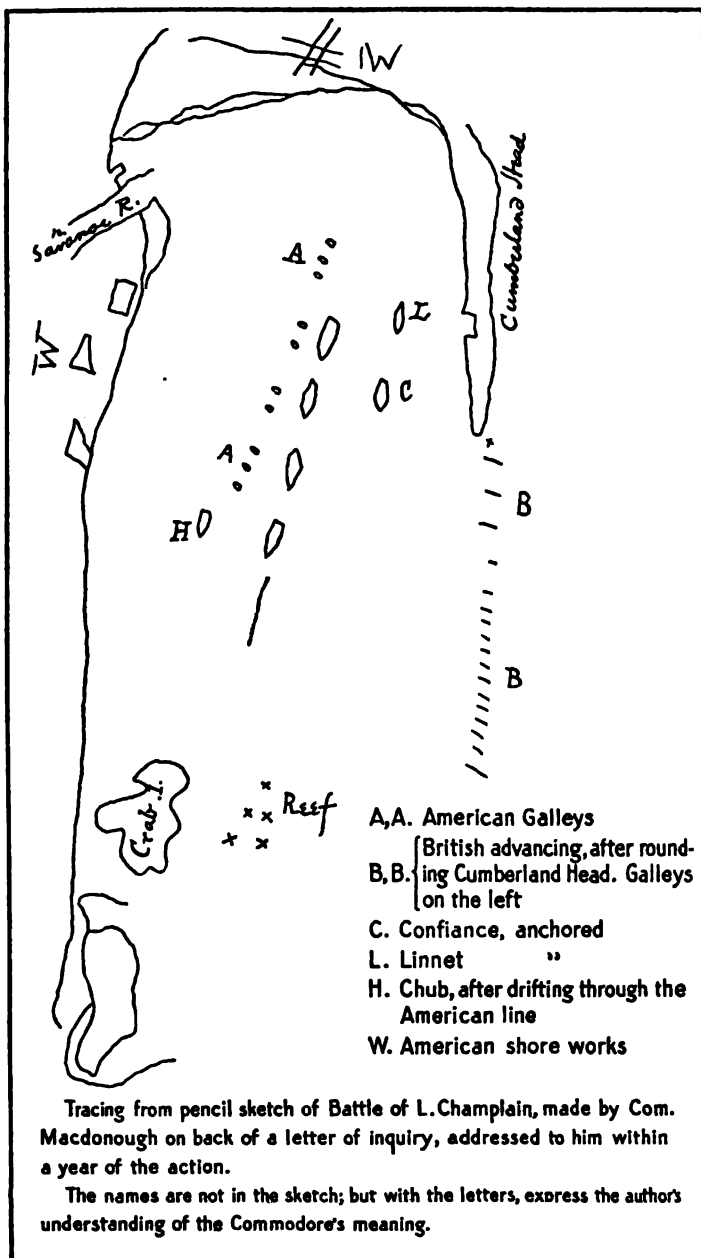 W
Cumberland Head
Saranac R.
A
L
W
C
A
B
H
B
Crab I.
Reef
A,A. American Galleys
B,B. British advancing, after round-
ing Cumberland Head. Galleys
on the left
C. Confiance, anchored
L. Linnet "
H. Chub, after drifting through the
American line
W. American shore works
Tracing from pencil sketch of Battle of L. Champlain, made by Com.
Macdonough on back of a letter of inquiry, addressed to him within
a year of the action.
The names are not in the sketch; but with the letters, express the author's
understanding of the Commodore's meaning.